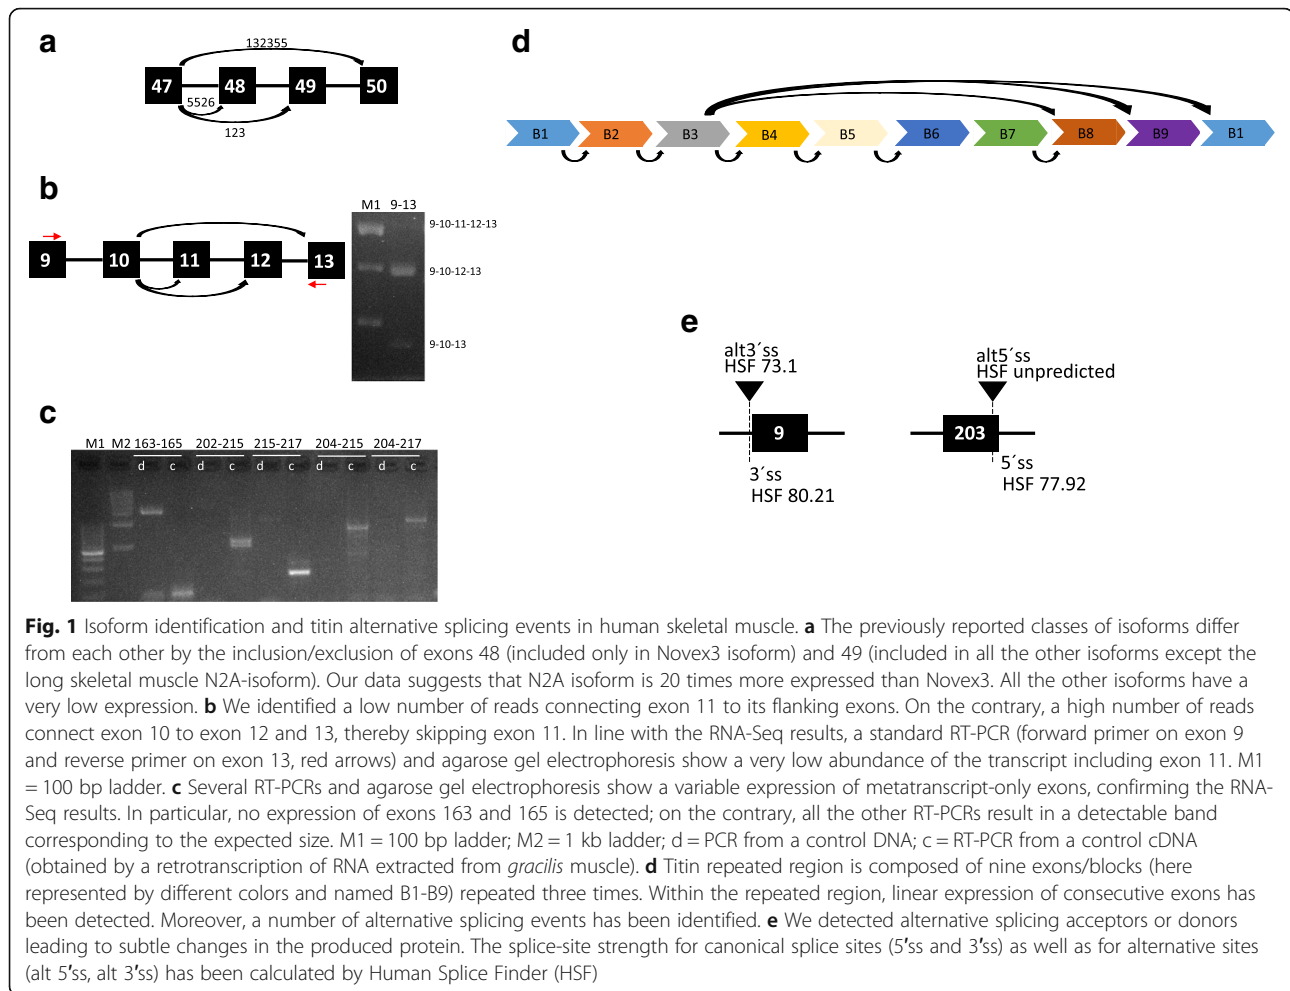 a
132355
47 48 49 50
5526
123
b
9 10 11 12 13
M1 9-13
9-10-11-12-13
9-10-12-13
9-10-13
c
M1 M2 163-165 202-215 215-217 204-215 204-217
d c d c d c d c d c
d
B1 B2 B3 B4 B5 B6 B7 B8 B9 B1
e
alt3´ss
HSF 73.1
9
3´ss
HSF 80.21
alt5´ss
HSF unpredicted
203
5´ss
HSF 77.92
Fig. 1 Isoform identification and titin alternative splicing events in human skeletal muscle. a The previously reported classes of isoforms differ
from each other by the inclusion/exclusion of exons 48 (included only in Novex3 isoform) and 49 (included in all the other isoforms except the
long skeletal muscle N2A-isoform). Our data suggests that N2A isoform is 20 times more expressed than Novex3. All the other isoforms have a
very low expression. b We identified a low number of reads connecting exon 11 to its flanking exons. On the contrary, a high number of reads
connect exon 10 to exon 12 and 13, thereby skipping exon 11. In line with the RNA-Seq results, a standard RT-PCR (forward primer on exon 9
and reverse primer on exon 13, red arrows) and agarose gel electrophoresis show a very low abundance of the transcript including exon 11. M1
= 100 bp ladder. c Several RT-PCRs and agarose gel electrophoresis show a variable expression of metatranscript-only exons, confirming the RNA-
Seq results. In particular, no expression of exons 163 and 165 is detected; on the contrary, all the other RT-PCRs result in a detectable band
corresponding to the expected size. M1 = 100 bp ladder; M2 = 1 kb ladder; d = PCR from a control DNA; c = RT-PCR from a control cDNA
(obtained by a retrotranscription of RNA extracted from gracilis muscle). d Titin repeated region is composed of nine exons/blocks (here
represented by different colors and named B1-B9) repeated three times. Within the repeated region, linear expression of consecutive exons has
been detected. Moreover, a number of alternative splicing events has been identified. e We detected alternative splicing acceptors or donors
leading to subtle changes in the produced protein. The splice-site strength for canonical splice sites (5′ss and 3′ss) as well as for alternative sites
(alt 5′ss, alt 3′ss) has been calculated by Human Splice Finder (HSF)